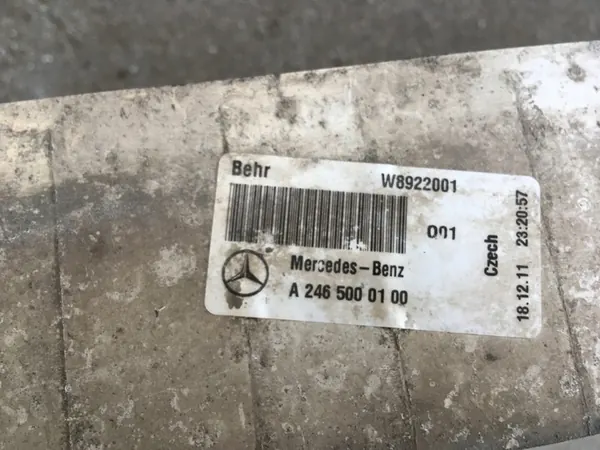 Behr W8922001
001
Mercedes-Benz
A 246 500 01 00
Czech
18.12.11 23:20:57